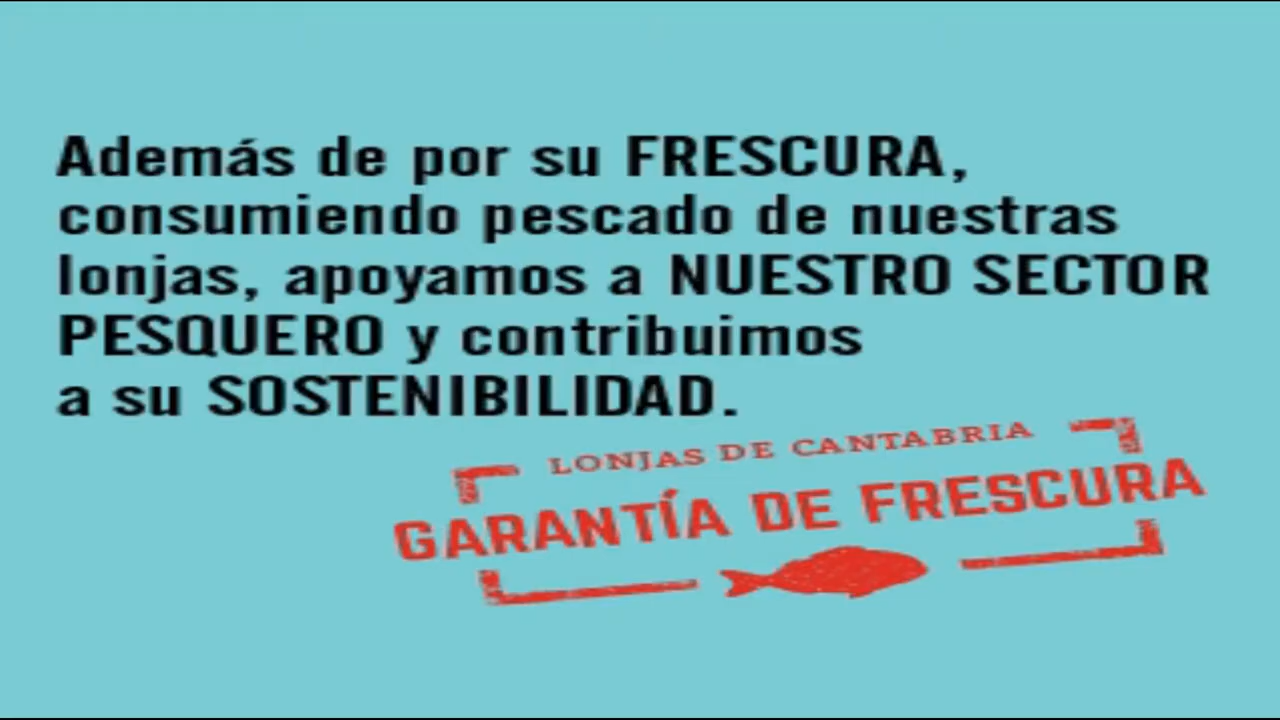 Además de por su FRESCURA,
consumiendo pescado de nuestras
lonjas, apoyamos a NUESTRO SECTOR
PESQUERO y contribuimos
a su SOSTENIBILIDAD.
LONJAS DE CANTABRIA
GARANTÍA DE FRESCURA